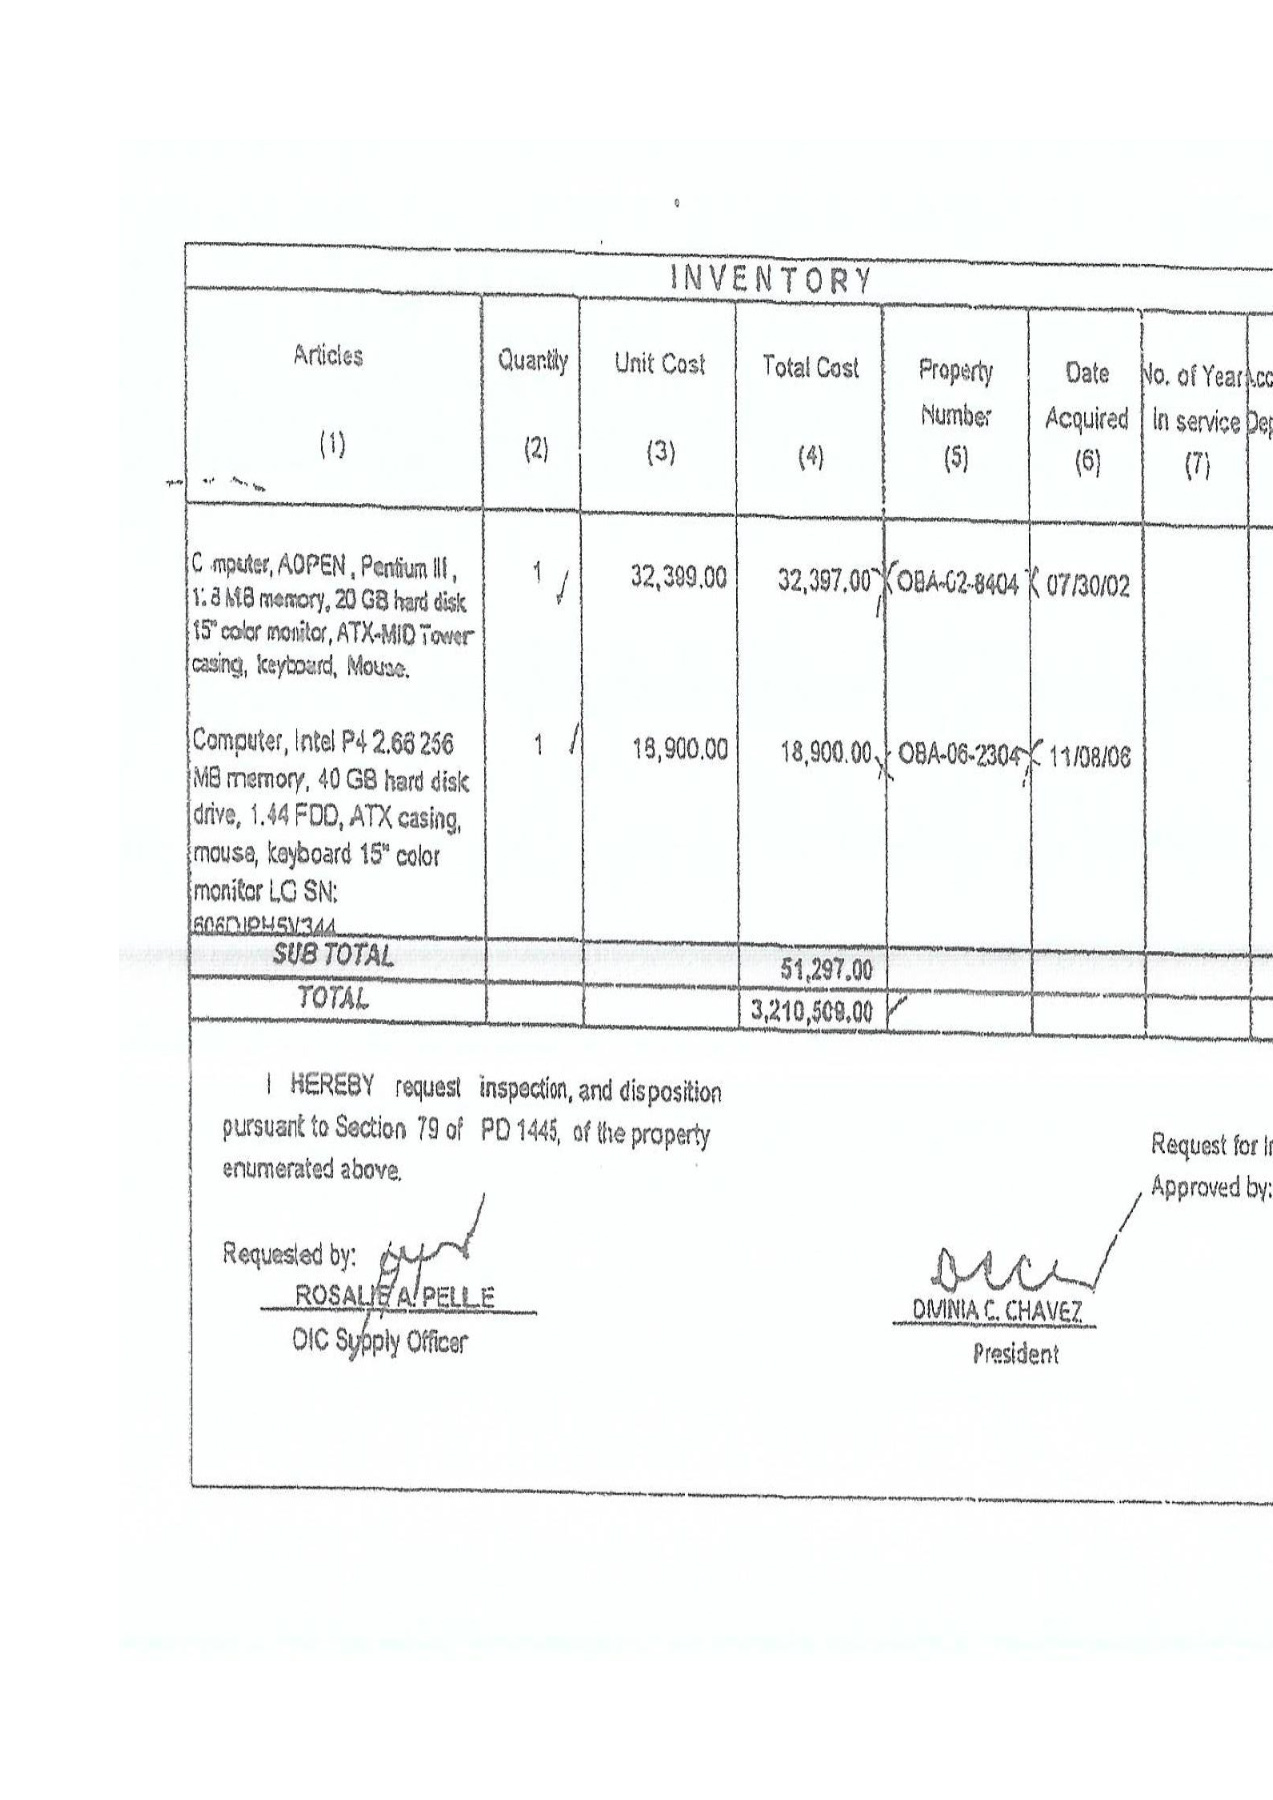 INVENTORY
Articles Quantity Unit Cost Total Cost Property Date No. of Year Acc
Number Acquired in service Dep
(1) (2) (3) (4) (5) (6) (7)
AOPEN, Pentium III, 1 32,399.00 32,397.00 OBA-02-8404 07/30/02
MB memory, 20 GB hard disk
15" color monitor, ATX-MID Tower
casing, keyboard, Mouse.
Computer, Intel P4 2.66 256 1 18,900.00 18,900.00 OBA-06-2304 11/08/06
MB memory, 40 GB hard disk
drive, 1.44 FDD, ATX casing,
mouse, keyboard 15" color
monitor LG SN:
SUB TOTAL 51,297.00
TOTAL 3,210,509.00
I HEREBY request inspection, and disposition
pursuant to Section 79 of PD 1445, of the property
enumerated above.
Request for In
Approved by:
Requested by:
ROSALIE A. PELLE
OIC Supply Officer
DIVINIA C. CHAVEZ
President